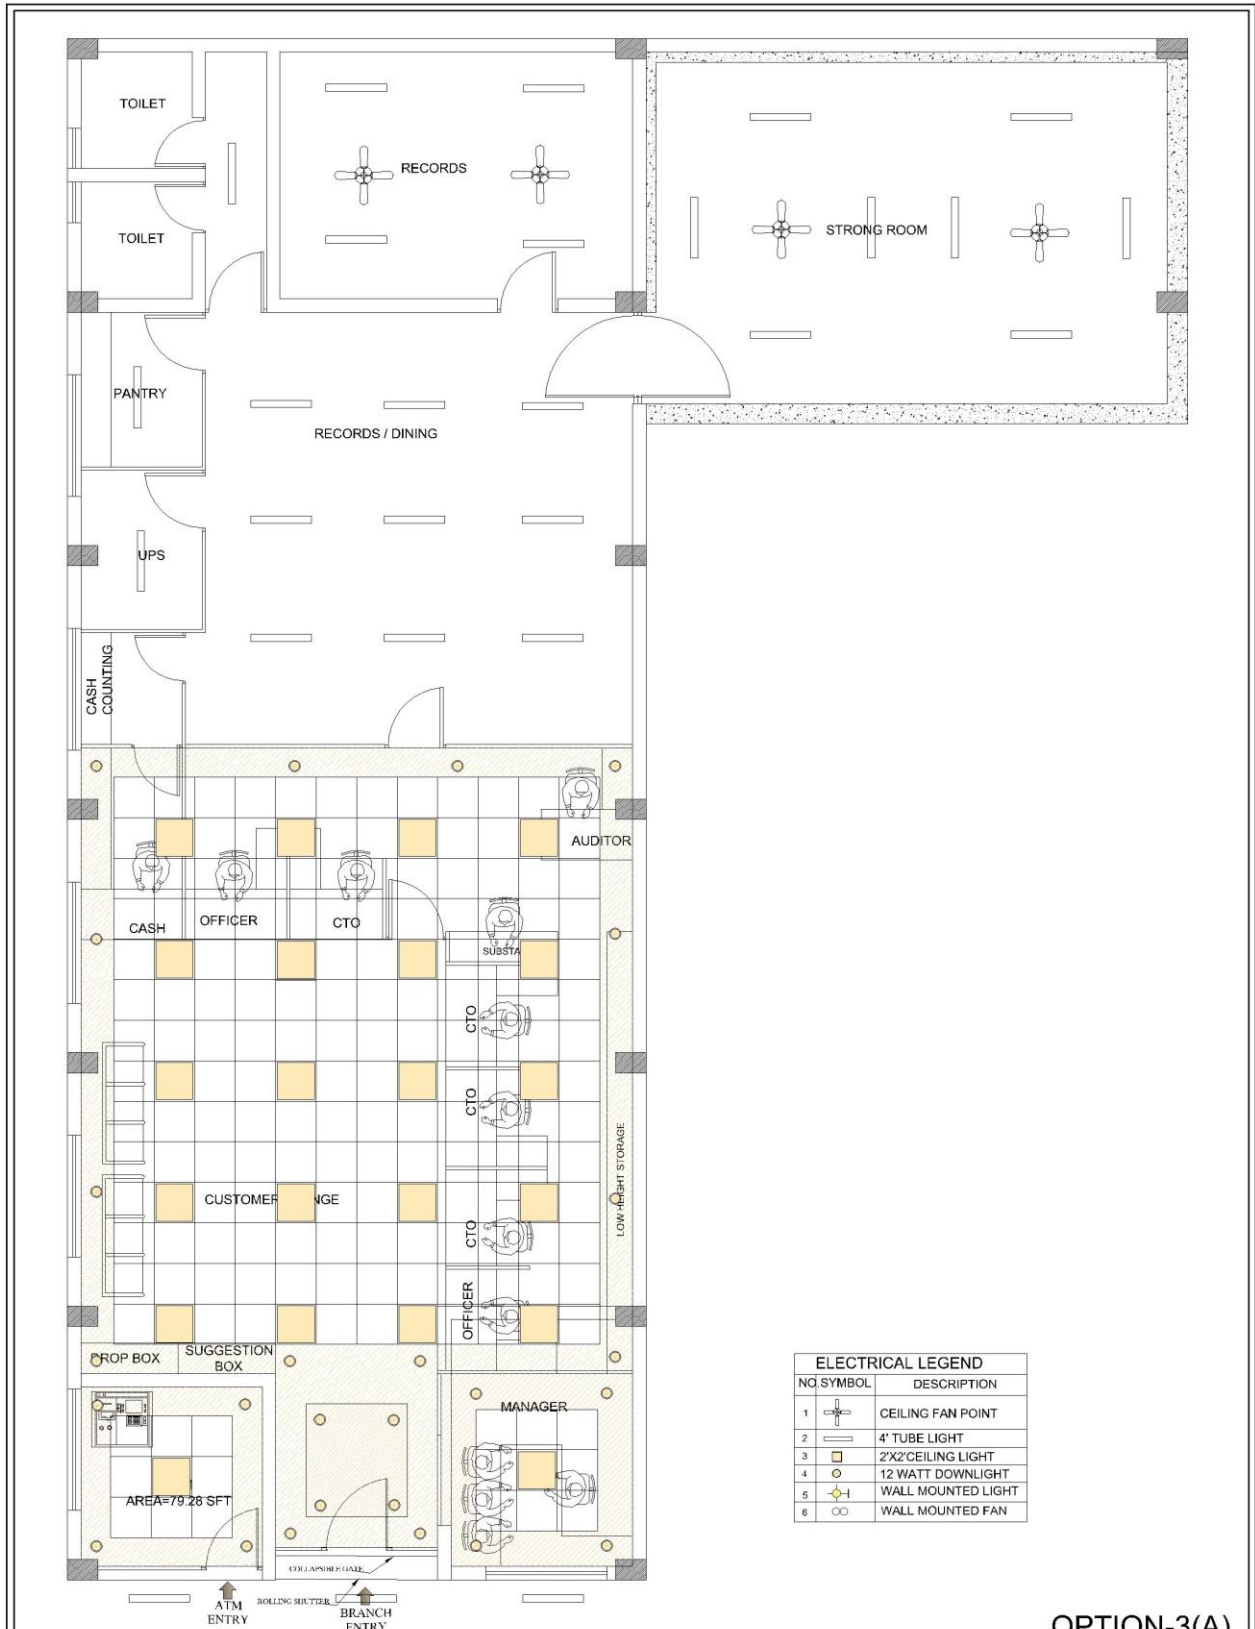 TOILET
RECORDS
TOILET
STRONG ROOM
PANTRY
RECORDS / DINING
UPS
CASH
COUNTING
AUDITOR
CASH
OFFICER
CTO
SUBSTA
CTO
CTO
LOW HEIGHT STORAGE
CUSTOMER NGE
CTO
OFFICER
DROP BOX
SUGGESTION
BOX
MANAGER
AREA=79.28 SFT
COLLAPSIBLE GATE
ROLLING SHUTTER
ATM
ENTRY
BRANCH
ENTRY
ELECTRICAL LEGEND
NO. SYMBOL DESCRIPTION
1 CEILING FAN POINT
2 4' TUBE LIGHT
3 2'X2'CEILING LIGHT
4 12 WATT DOWNLIGHT
5 WALL MOUNTED LIGHT
6 WALL MOUNTED FAN
OPTION-3(A)